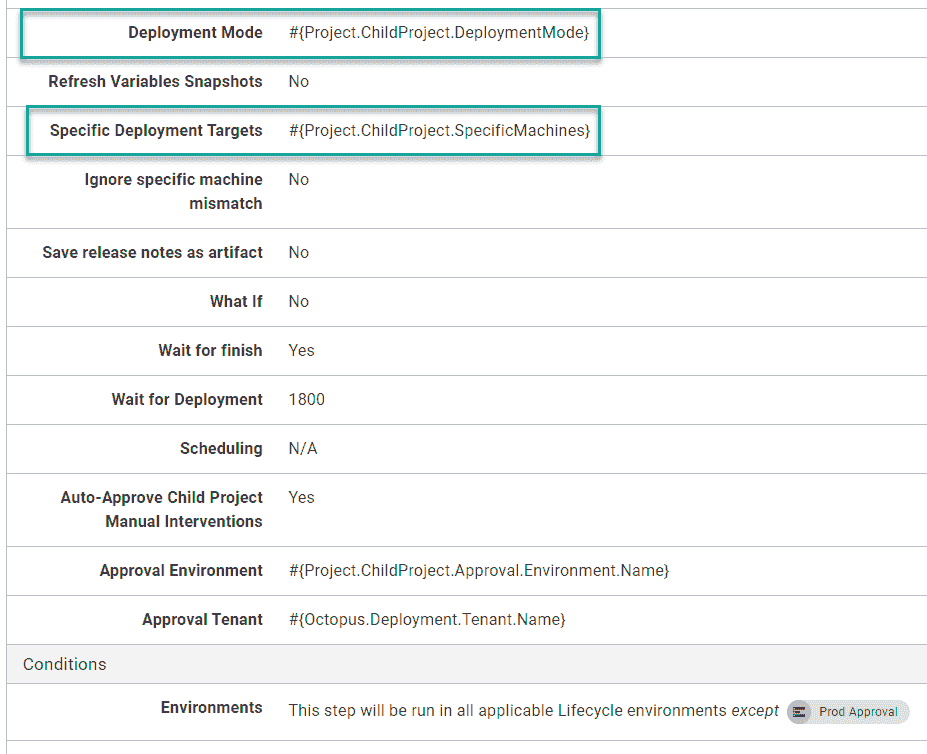 Deployment Mode #{Project.ChildProject.DeploymentMode}
Refresh Variables Snapshots No
Specific Deployment Targets #{Project.ChildProject.SpecificMachines}
Ignore specific machine No
mismatch
Save release notes as artifact No
What If No
Wait for finish Yes
Wait for Deployment 1800
Scheduling N/A
Auto-Approve Child Project Yes
Manual Interventions
Approval Environment #{Project.ChildProject.Approval.Environment.Name}
Approval Tenant #{Octopus.Deployment.Tenant.Name}
Conditions
Environments This step will be run in all applicable Lifecycle environments except Prod Approval